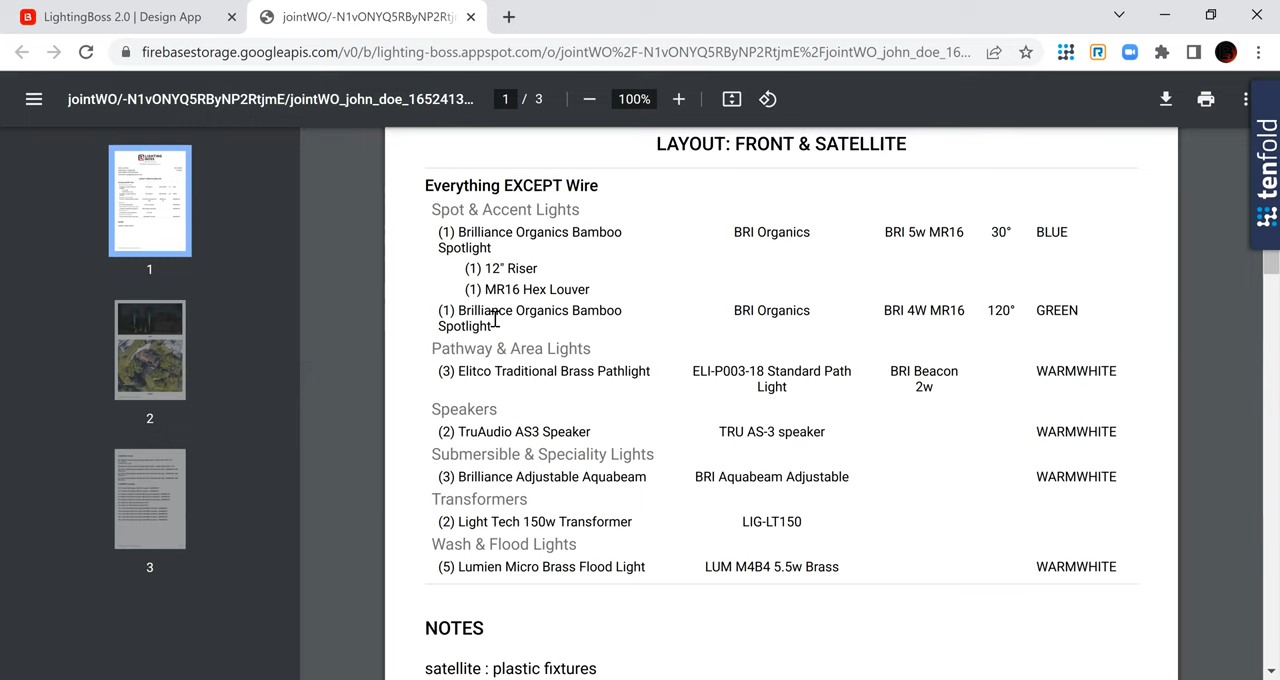 LightingBoss 2.0 | Design App
jointWO/-N1vONYQ5RByNP2Rtj
firebasestorage.googleapis.com/v0/b/lighting-boss.appspot.com/o/jointWO%2F-N1vONYQ5RByNP2RtjmE%2FjointWO_john_doe_16...
jointWO/-N1vONYQ5RByNP2RtjmE/jointWO_john_doe_1652413...
1 / 3
100%
tenfold
1
2
3
LAYOUT: FRONT & SATELLITE
Everything EXCEPT Wire
Spot & Accent Lights
(1) Brilliance Organics Bamboo Spotlight BRI Organics BRI 5w MR16 30° BLUE
(1) 12" Riser
(1) MR16 Hex Louver
(1) Brilliance Organics Bamboo Spotlight BRI Organics BRI 4W MR16 120° GREEN
Pathway & Area Lights
(3) Elitco Traditional Brass Pathlight ELI-P003-18 Standard Path Light BRI Beacon 2w WARMWHITE
Speakers
(2) TruAudio AS3 Speaker TRU AS-3 speaker WARMWHITE
Submersible & Speciality Lights
(3) Brilliance Adjustable Aquabeam BRI Aquabeam Adjustable WARMWHITE
Transformers
(2) Light Tech 150w Transformer LIG-LT150
Wash & Flood Lights
(5) Lumien Micro Brass Flood Light LUM M4B4 5.5w Brass WARMWHITE
NOTES
satellite : plastic fixtures